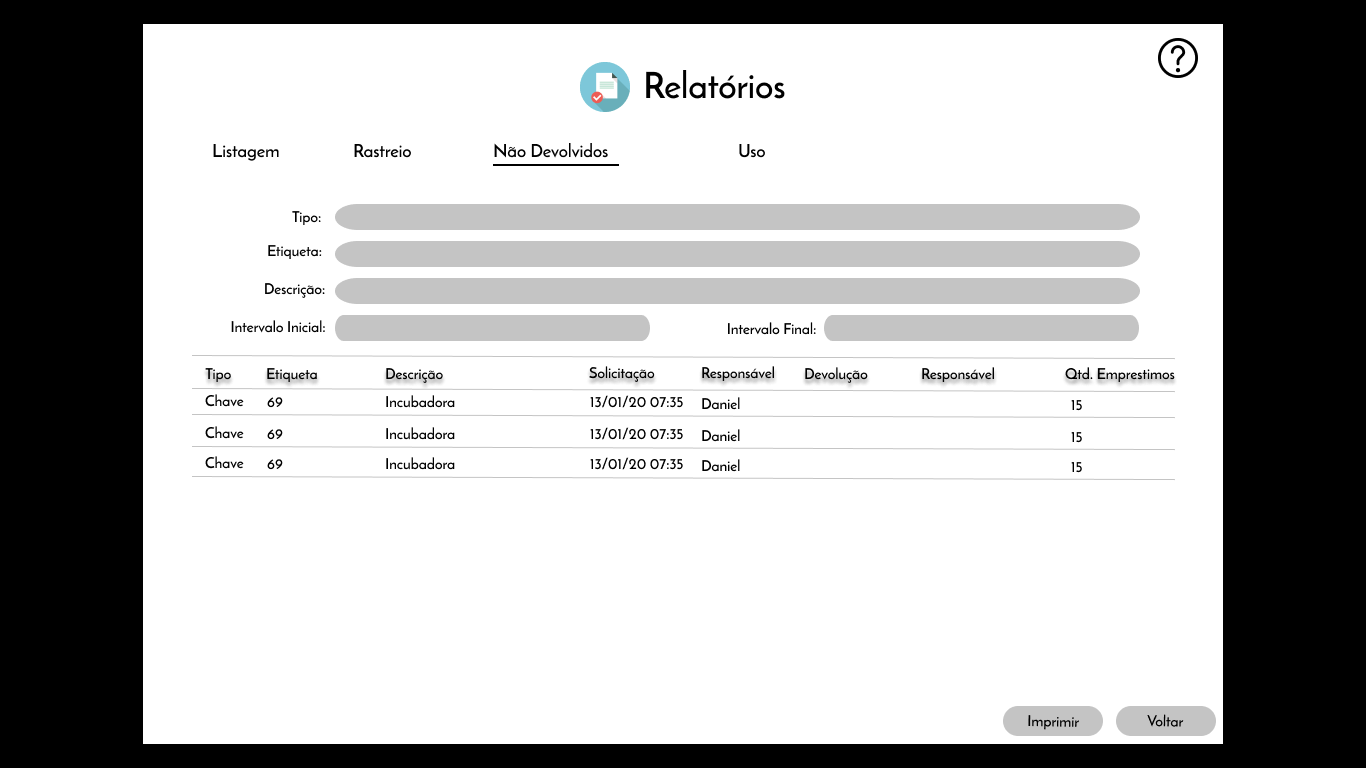 Relatórios
?
Listagem Rastreio Não Devolvidos Uso
Tipo:
Etiqueta:
Descrição:
Intervalo Inicial: Intervalo Final:
Tipo Etiqueta Descrição Solicitação Responsável Devolução Responsável Qtd. Emprestimos
Chave 69 Incubadora 13/01/20 07:35 Daniel 15
Chave 69 Incubadora 13/01/20 07:35 Daniel 15
Chave 69 Incubadora 13/01/20 07:35 Daniel 15
Imprimir Voltar